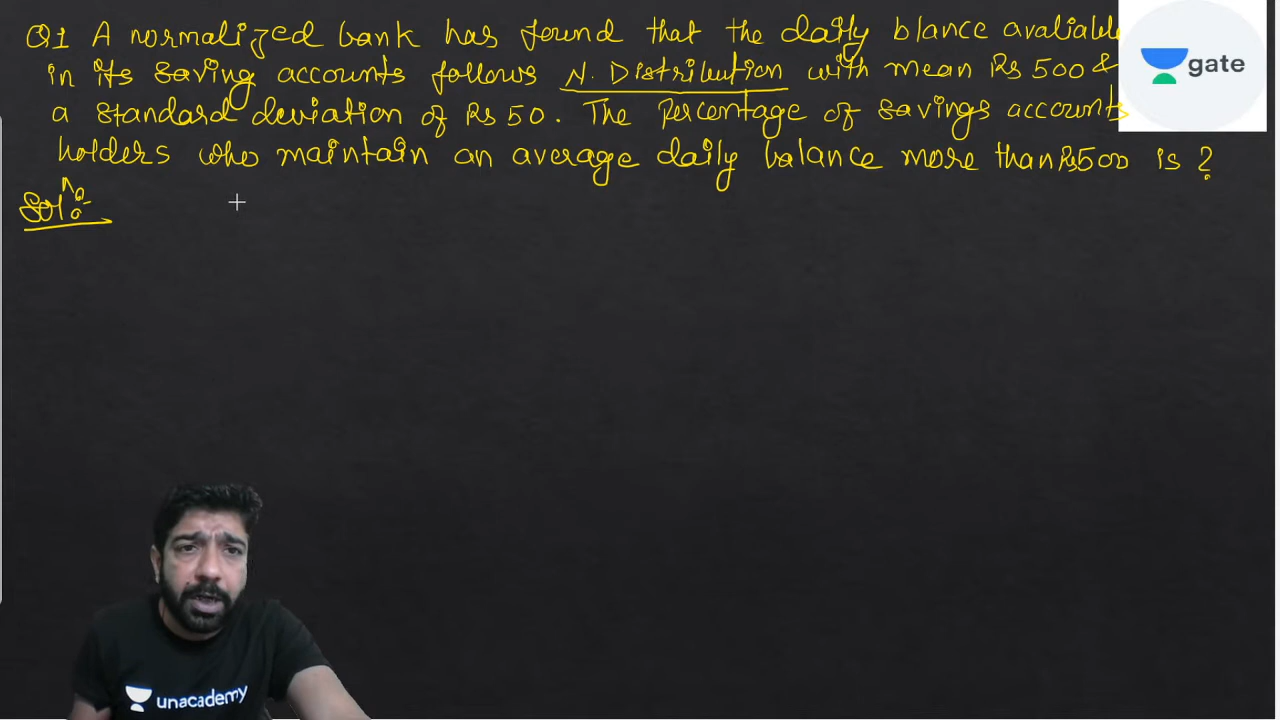 Q1 A normalized bank has found that the daily blance avaliable
in its saving accounts follows N. Distribution with mean Rs 500 &
a standard deviation of Rs 50. The Percentage of savings accounts
holders who maintain an average daily balance more than Rs500 is ?
Solⁿ:-
gate
unacademy